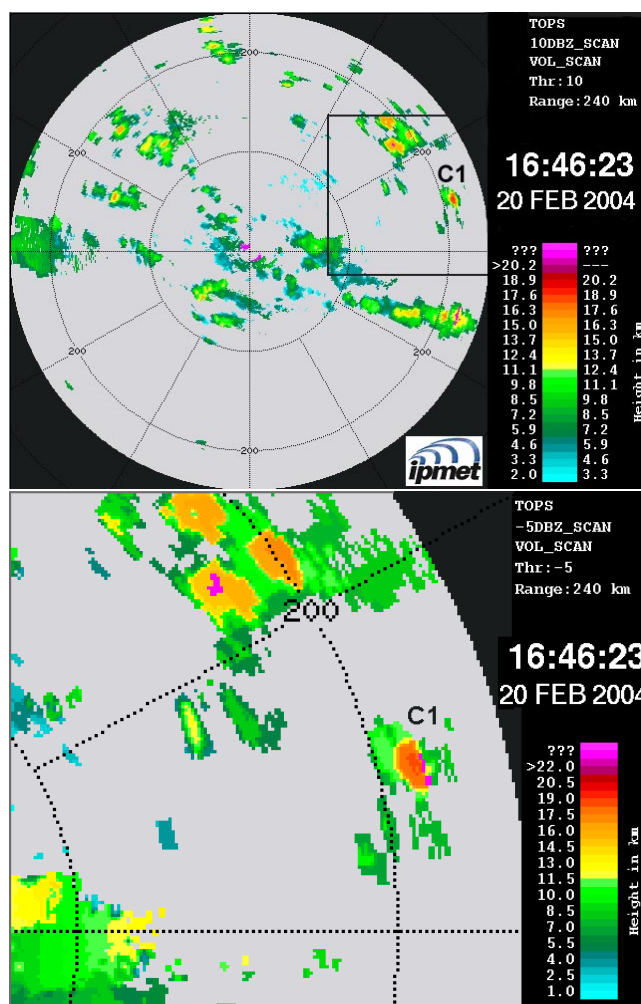 TOPS
10DBZ_SCAN
VOL_SCAN
Thr:10
Range:240 km
16:46:23
20 FEB 2004
??? ???
>20.2 ---
18.9 20.2
17.6 18.9
16.3 17.6
15.0 16.3
13.7 15.0
12.4 13.7
11.1 12.4
9.8 11.1
8.5 9.8
7.2 8.5
5.9 7.2
4.6 5.9
3.3 4.6
2.0 3.3
Height in km
200
200
200
C1
200
200
200
ipmet
TOPS
-5DBZ_SCAN
VOL_SCAN
Thr:-5
Range:240 km
16:46:23
20 FEB 2004
???
>22.0
20.5
19.0
17.5
16.0
14.5
13.0
11.5
10.0
8.5
7.0
5.5
4.0
2.5
1.0
Height in km
200
C1